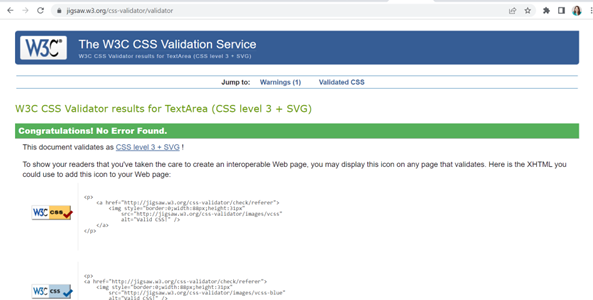 jigsaw.w3.org/css-validator/validator
W3C® The W3C CSS Validation Service
W3C CSS Validator results for TextArea (CSS level 3 + SVG)
Jump to: Warnings (1) Validated CSS
W3C CSS Validator results for TextArea (CSS level 3 + SVG)
Congratulations! No Error Found.
This document validates as CSS level 3 + SVG !
To show your readers that you've taken the care to create an interoperable Web page, you may display this icon on any page that validates. Here is the XHTML you
could use to add this icon to your Web page:
W3C css
<p>
<a href="http://jigsaw.w3.org/css-validator/check/referer">
<img style="border:0;width:88px;height:31px"
src="http://jigsaw.w3.org/css-validator/images/vcss"
alt="Valid CSS!" />
</a>
</p>
W3C css
<p>
<a href="http://jigsaw.w3.org/css-validator/check/referer">
<img style="border:0;width:88px;height:31px"
src="http://jigsaw.w3.org/css-validator/images/vcss-blue"
alt="Valid CSS!" />